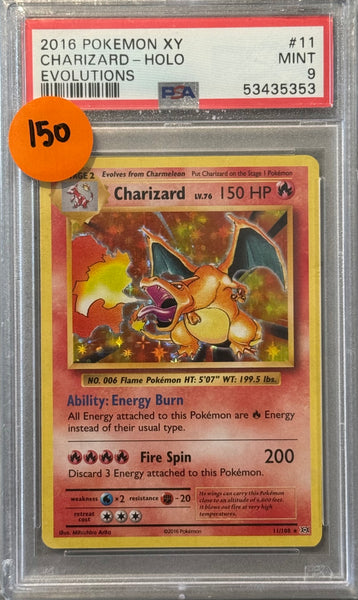 2016 POKEMON XY #11
CHARIZARD-HOLO MINT
EVOLUTIONS 9
PSA 53435353
150
STAGE 2 Evolves from Charmeleon Put Charizard on the Stage 1 Pokémon
Charizard LV.76 150 HP
NO. 006 Flame Pokémon HT: 5'07" WT: 199.5 lbs.
Ability: Energy Burn
All Energy attached to this Pokémon are Energy
instead of their usual type.
Fire Spin 200
Discard 3 Energy attached to this Pokémon.
weakness ×2 resistance -20
retreat
cost
His wings can carry this Pokémon
close to an altitude of 4,600 feet.
It blows out fire at very high
temperatures.
Illus. Mitsuhiro Arita ©2016 Pokémon 11/108 ★